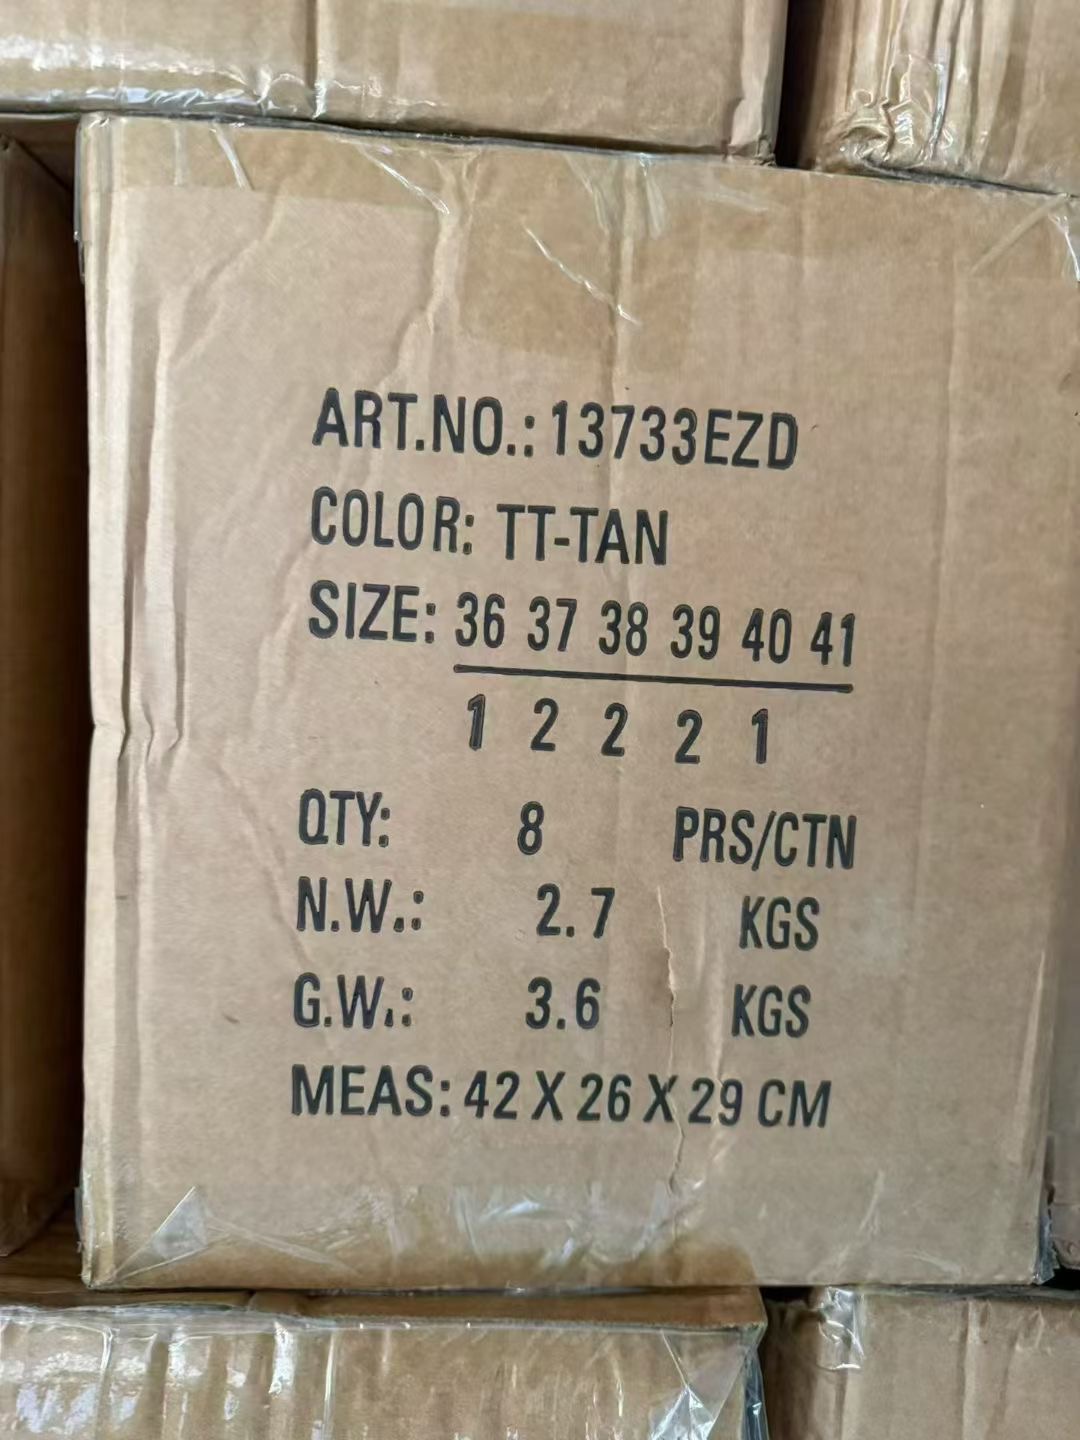 ART.NO.: 13733EZD
COLOR: TT-TAN
SIZE: 36 37 38 39 40 41
1 2 2 2 1
QTY: 8 PRS/CTN
N.W.: 2.7 KGS
G.W.: 3.6 KGS
MEAS: 42 X 26 X 29 CM